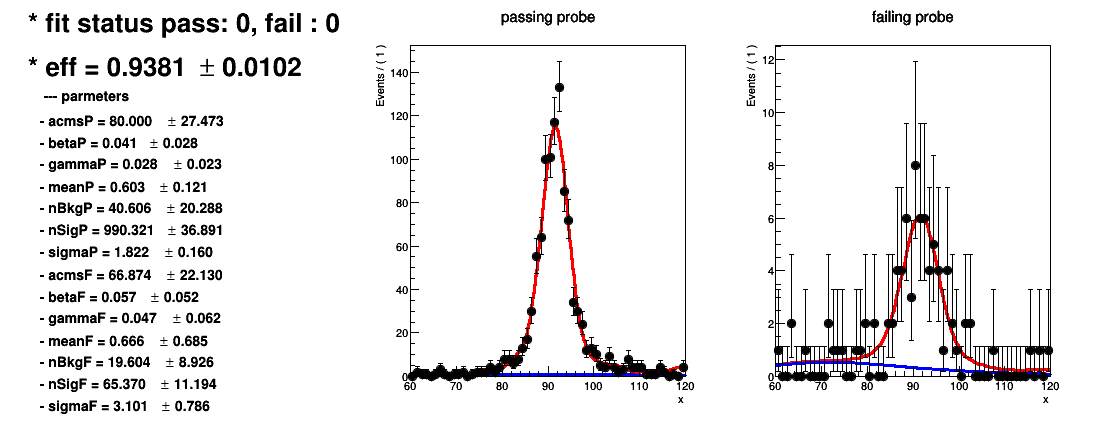 * fit status pass: 0, fail : 0
* eff = 0.9381 ± 0.0102
--- parmeters
- acmsP = 80.000 ± 27.473
- betaP = 0.041 ± 0.028
- gammaP = 0.028 ± 0.023
- meanP = 0.603 ± 0.121
- nBkgP = 40.606 ± 20.288
- nSigP = 990.321 ± 36.891
- sigmaP = 1.822 ± 0.160
- acmsF = 66.874 ± 22.130
- betaF = 0.057 ± 0.052
- gammaF = 0.047 ± 0.062
- meanF = 0.666 ± 0.685
- nBkgF = 19.604 ± 8.926
- nSigF = 65.370 ± 11.194
- sigmaF = 3.101 ± 0.786
passing probe
Events / ( 1 )
140
120
100
80
60
40
20
0
60 70 80 90 100 110 120
x
failing probe
Events / ( 1 )
12
10
8
6
4
2
0
60 70 80 90 100 110 120
x